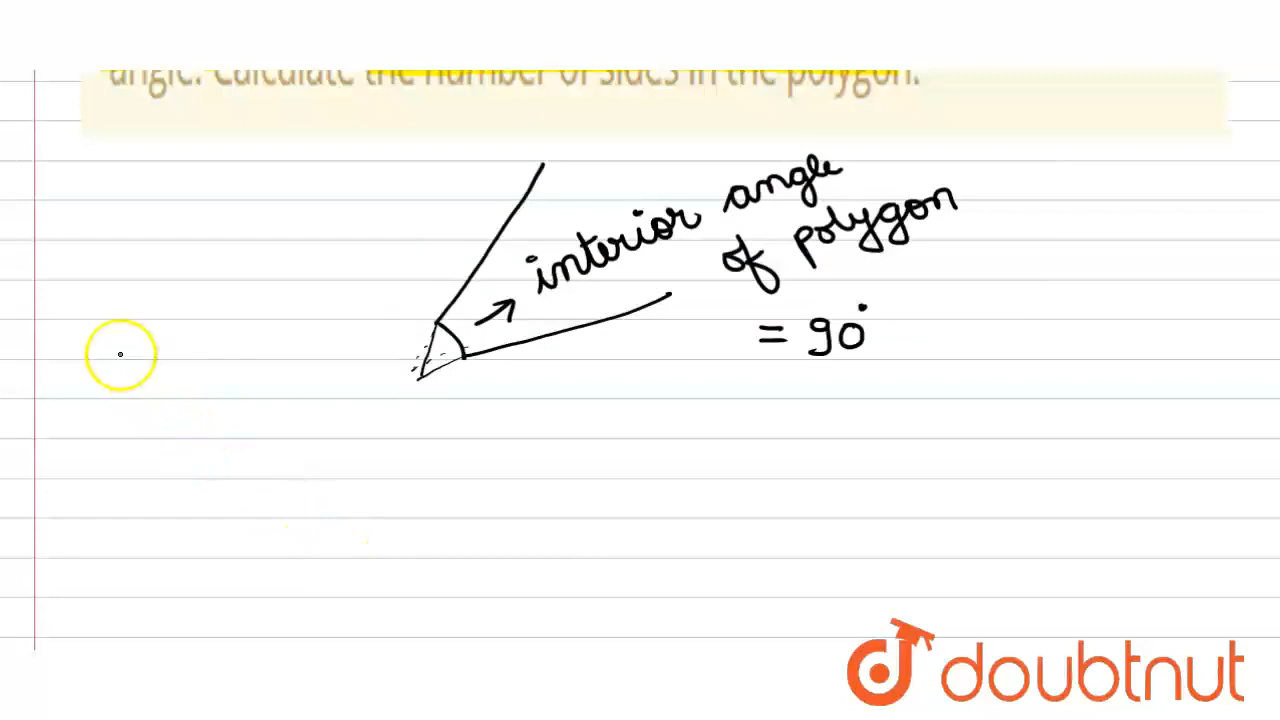 angle. Calculate the number of sides in the polygon.
interior angle
of polygon
= 90°
doubtnut